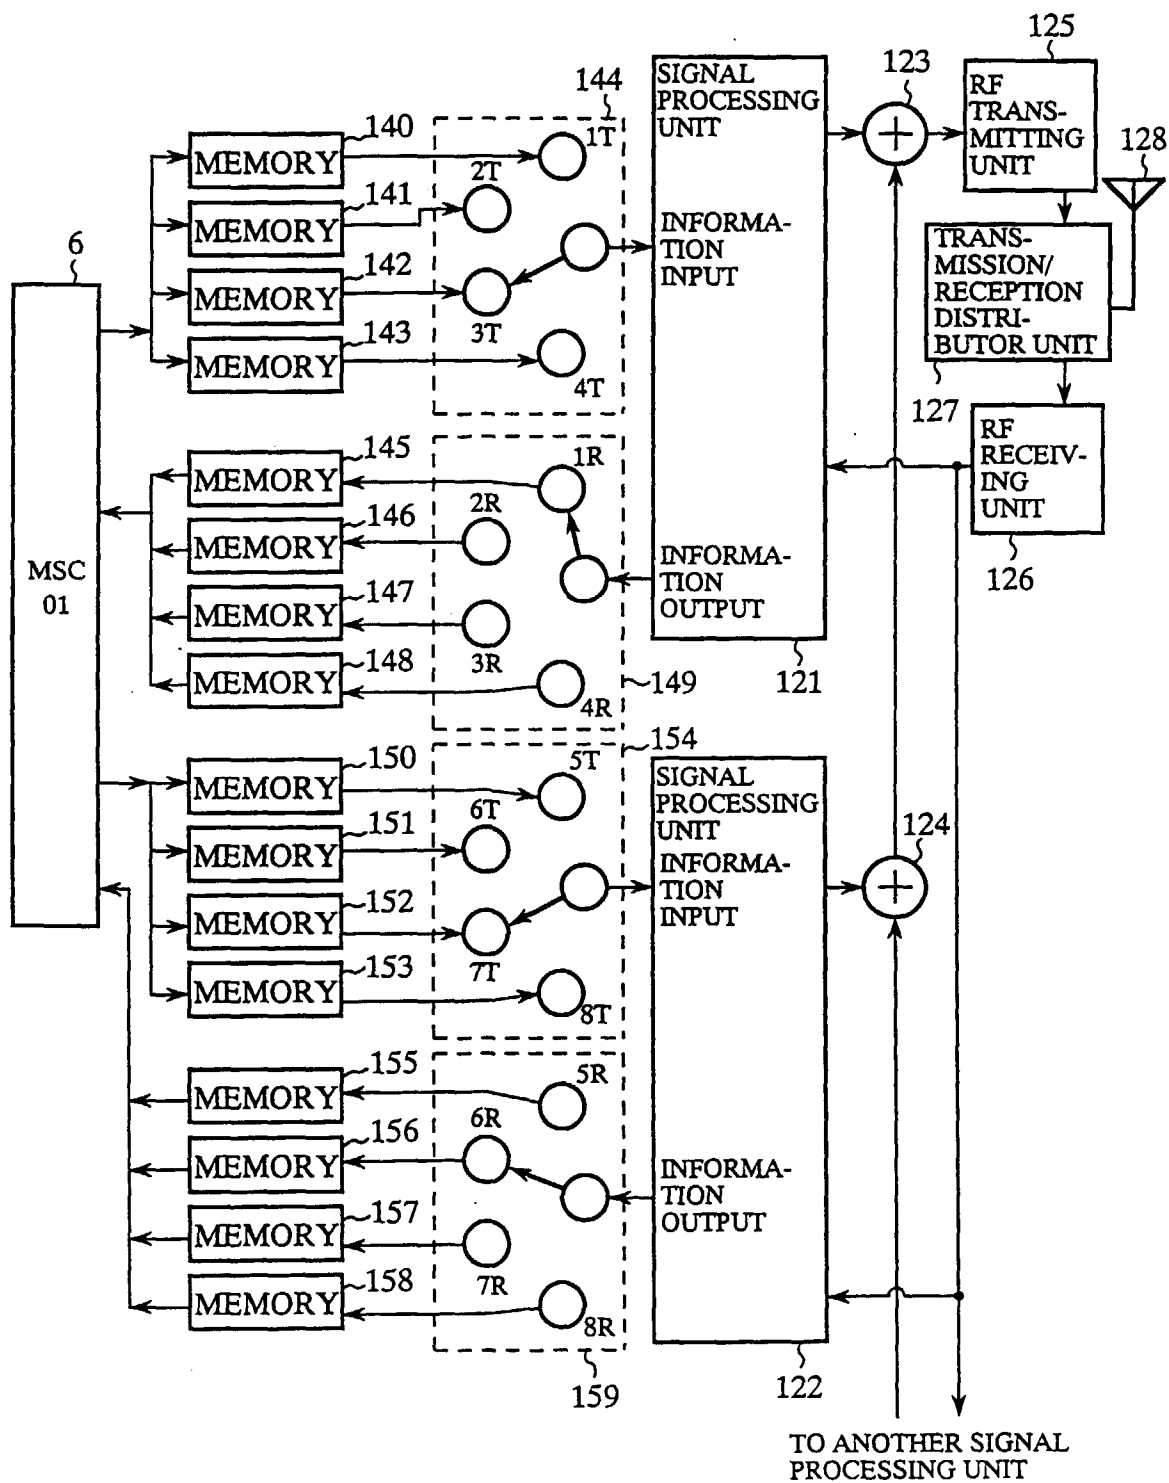 125
SIGNAL
PROCESSING
UNIT
123
RF
TRANS-
MITTING
UNIT
144
140
MEMORY
1T
128
141
MEMORY
2T
6
142
MEMORY
3T
INFORMA-
TION
INPUT
TRANS-
MISSION/
RECEPTION
DISTRI-
BUTOR UNIT
143
MEMORY
4T
127
145
MEMORY
1R
RF
RECEIV-
ING
UNIT
146
MEMORY
2R
126
MSC
01
147
MEMORY
3R
INFORMA-
TION
OUTPUT
148
MEMORY
4R
149
121
154
150
MEMORY
5T
SIGNAL
PROCESSING
UNIT
151
MEMORY
6T
124
152
MEMORY
7T
INFORMA-
TION
INPUT
153
MEMORY
8T
155
MEMORY
5R
156
MEMORY
6R
INFORMA-
TION
OUTPUT
157
MEMORY
7R
158
MEMORY
8R
159
122
TO ANOTHER SIGNAL
PROCESSING UNIT